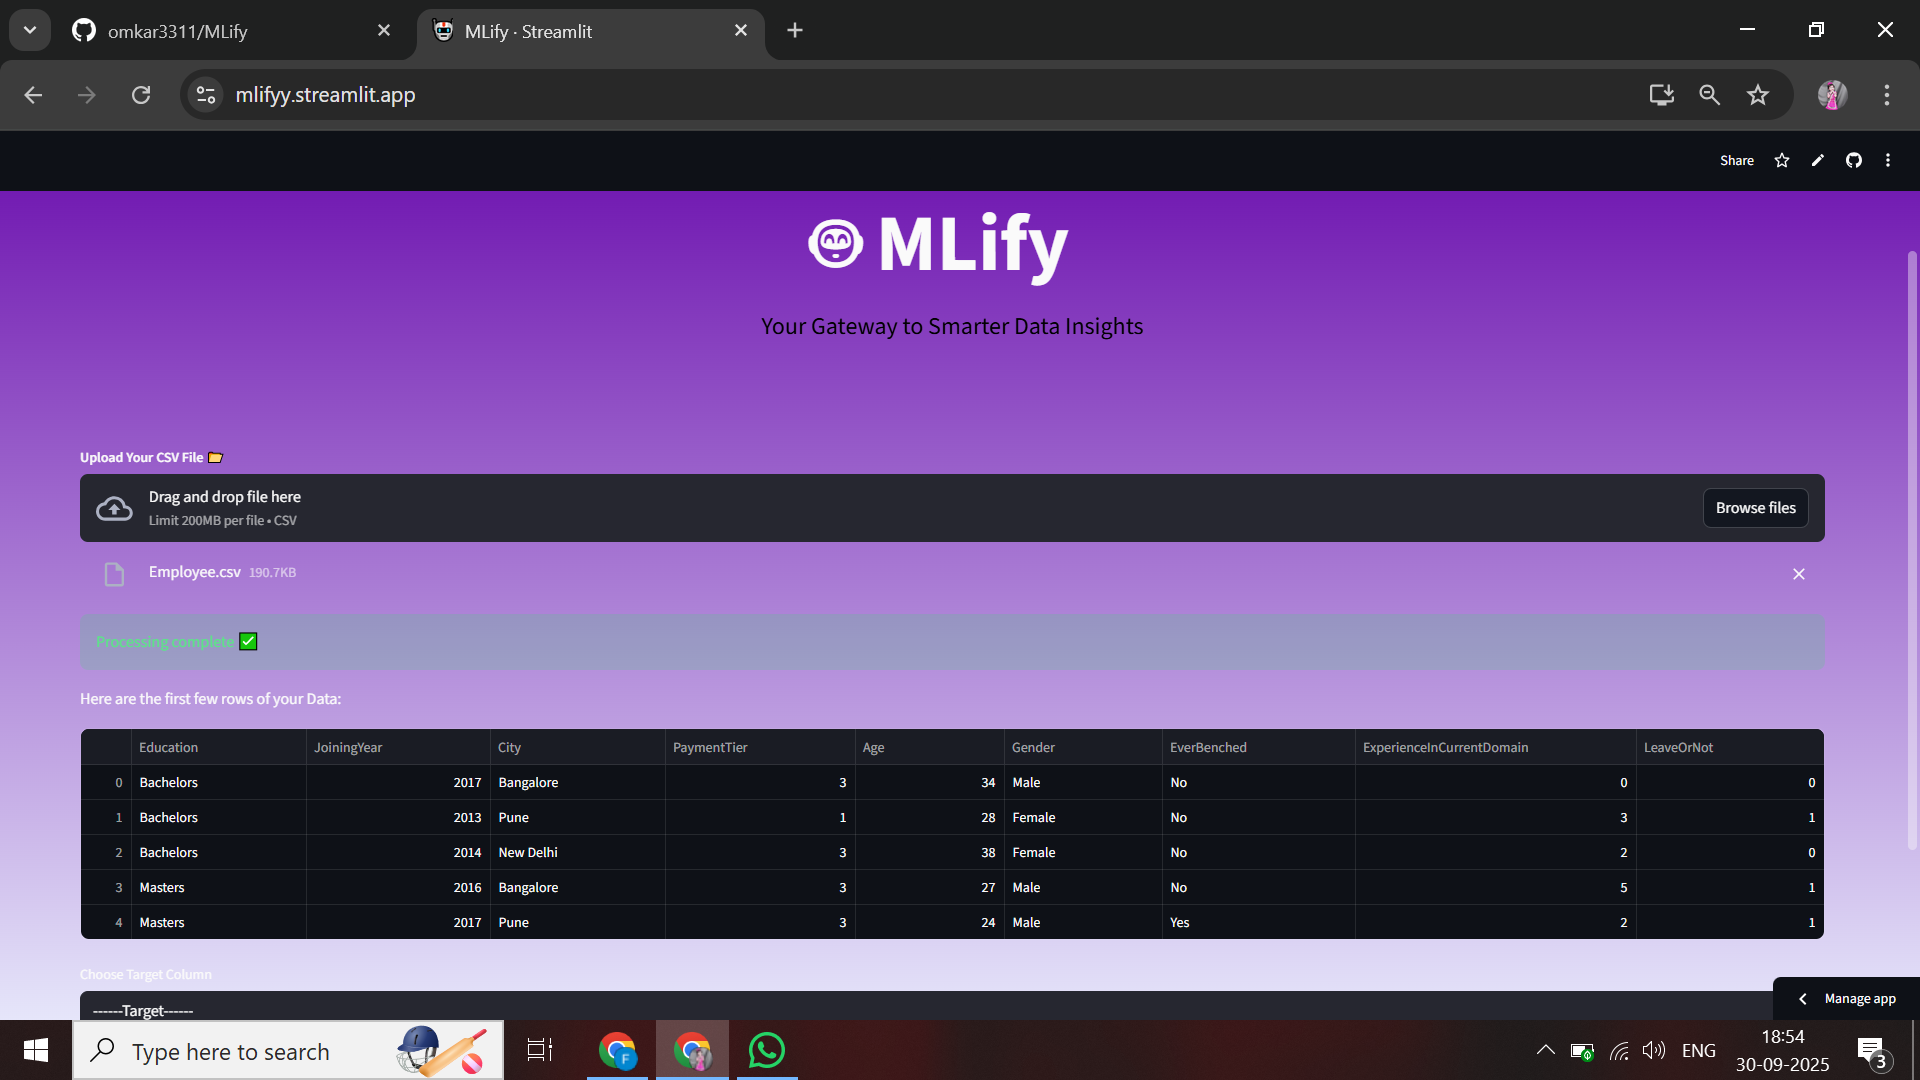 omkar3311/MLify
MLify · Streamlit
mlifyy.streamlit.app
Share
MLify
Your Gateway to Smarter Data Insights
Upload Your CSV File
Drag and drop file here
Limit 200MB per file • CSV
Browse files
Employee.csv 190.7KB
Processing complete
Here are the first few rows of your Data:
Education JoiningYear City PaymentTier Age Gender EverBenched ExperienceInCurrentDomain LeaveOrNot
0 Bachelors 2017 Bangalore 3 34 Male No 0 0
1 Bachelors 2013 Pune 1 28 Female No 3 1
2 Bachelors 2014 New Delhi 3 38 Female No 2 0
3 Masters 2016 Bangalore 3 27 Male No 5 1
4 Masters 2017 Pune 3 24 Male Yes 2 1
Choose Target Column
------Target------
Manage app
Type here to search
F
ENG
18:54
30-09-2025
3